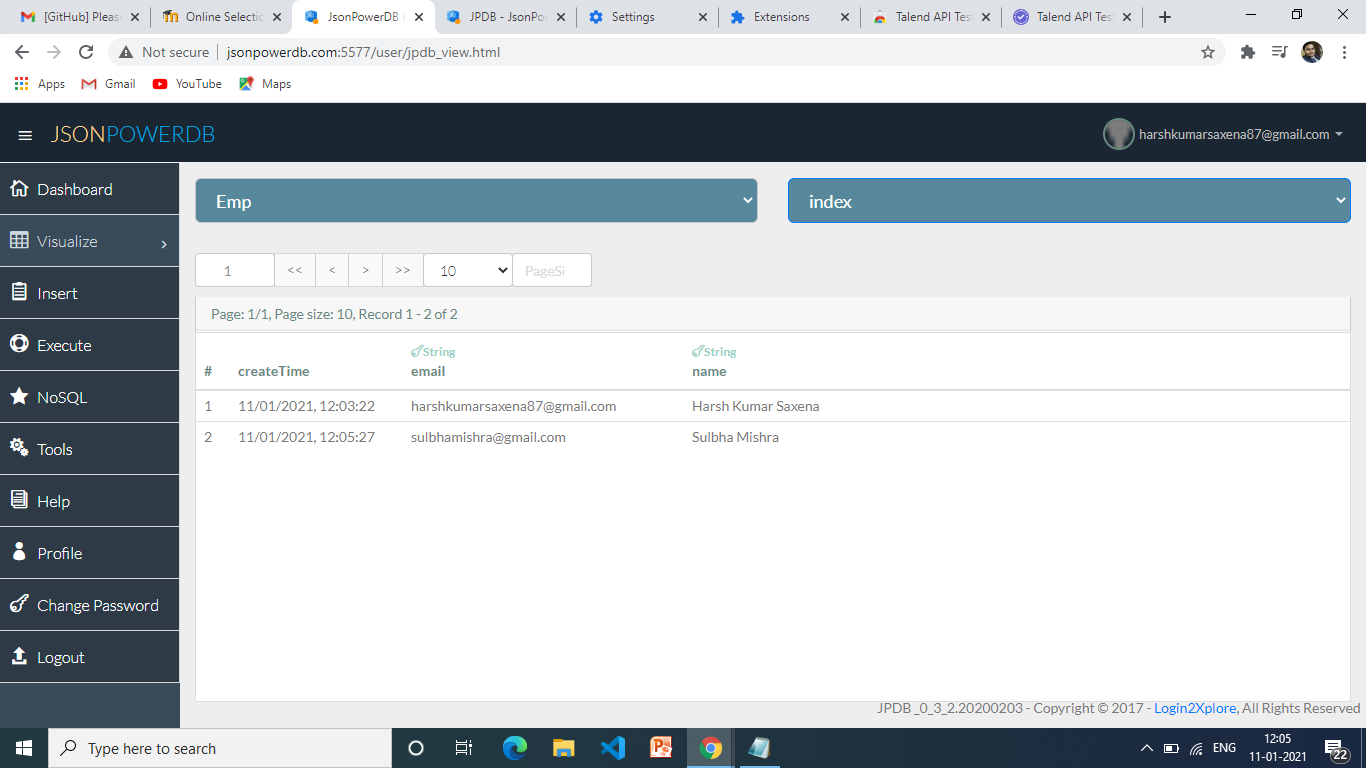 [GitHub] Pleas
Online Selectio
JsonPowerDB
JPDB - JsonPo
Settings
Extensions
Talend API Tes
Talend API Tes
Not secure
jsonpowerdb.com:5577/user/jpdb_view.html
Apps
Gmail
YouTube
Maps
JSONPOWERDB
harshkumarsaxena87@gmail.com
Dashboard
Visualize
Insert
Execute
NoSQL
Tools
Help
Profile
Change Password
Logout
Emp
index
1 << < > >> 10 PageSi
Page: 1/1, Page size: 10, Record 1 - 2 of 2
String String
# createTime email name
1 11/01/2021, 12:03:22 harshkumarsaxena87@gmail.com Harsh Kumar Saxena
2 11/01/2021, 12:05:27 sulbhamishra@gmail.com Sulbha Mishra
JPDB_0_3_2.20200203 - Copyright © 2017 - Login2Xplore, All Rights Reserved
Type here to search
ENG
12:05
11-01-2021
22